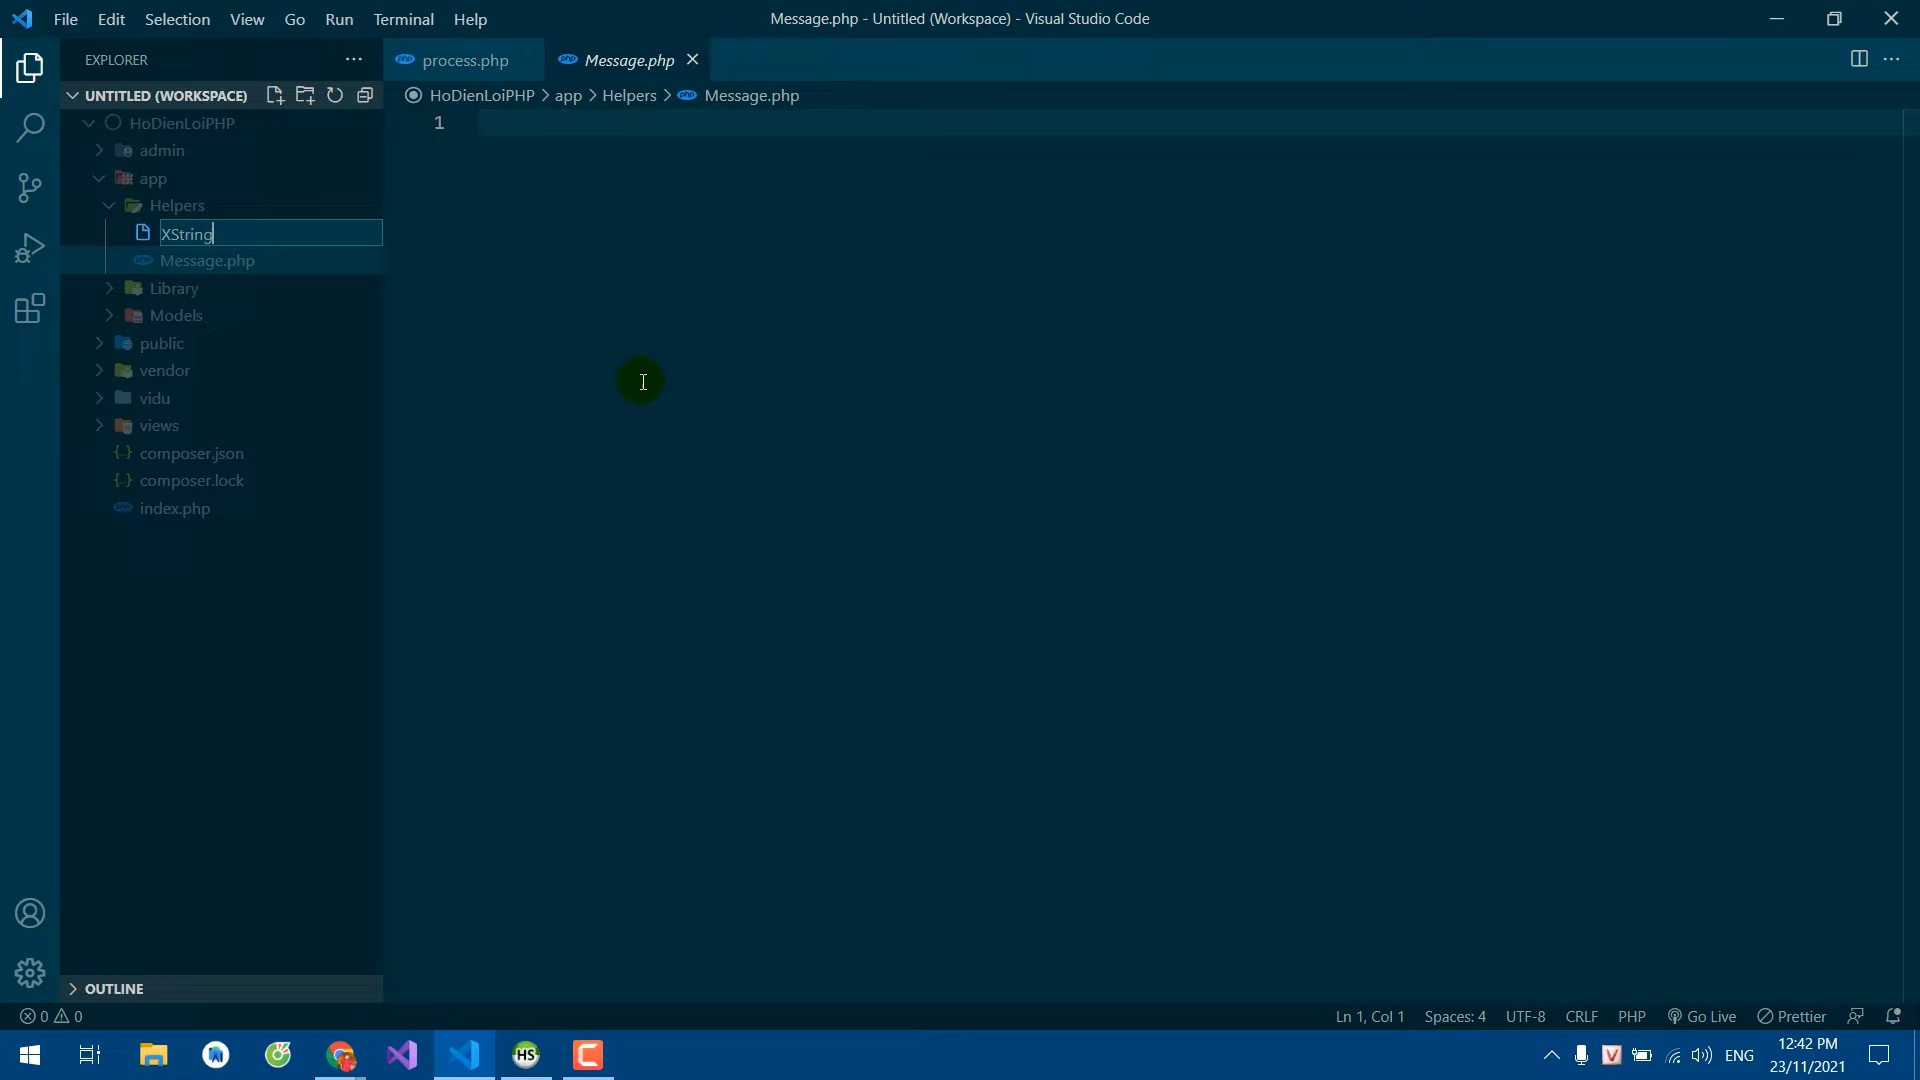 File Edit Selection View Go Run Terminal Help
Message.php - Untitled (Workspace) - Visual Studio Code
EXPLORER
process.php
Message.php
UNTITLED (WORKSPACE)
HoDienLoiPHP > app > Helpers > Message.php
1
HoDienLoiPHP
admin
app
Helpers
XString
Message.php
Library
Models
public
vendor
vidu
views
composer.json
composer.lock
index.php
OUTLINE
0 0
Ln 1, Col 1 Spaces: 4 UTF-8 CRLF PHP Go Live Prettier
HS
V
ENG
12:42 PM
23/11/2021